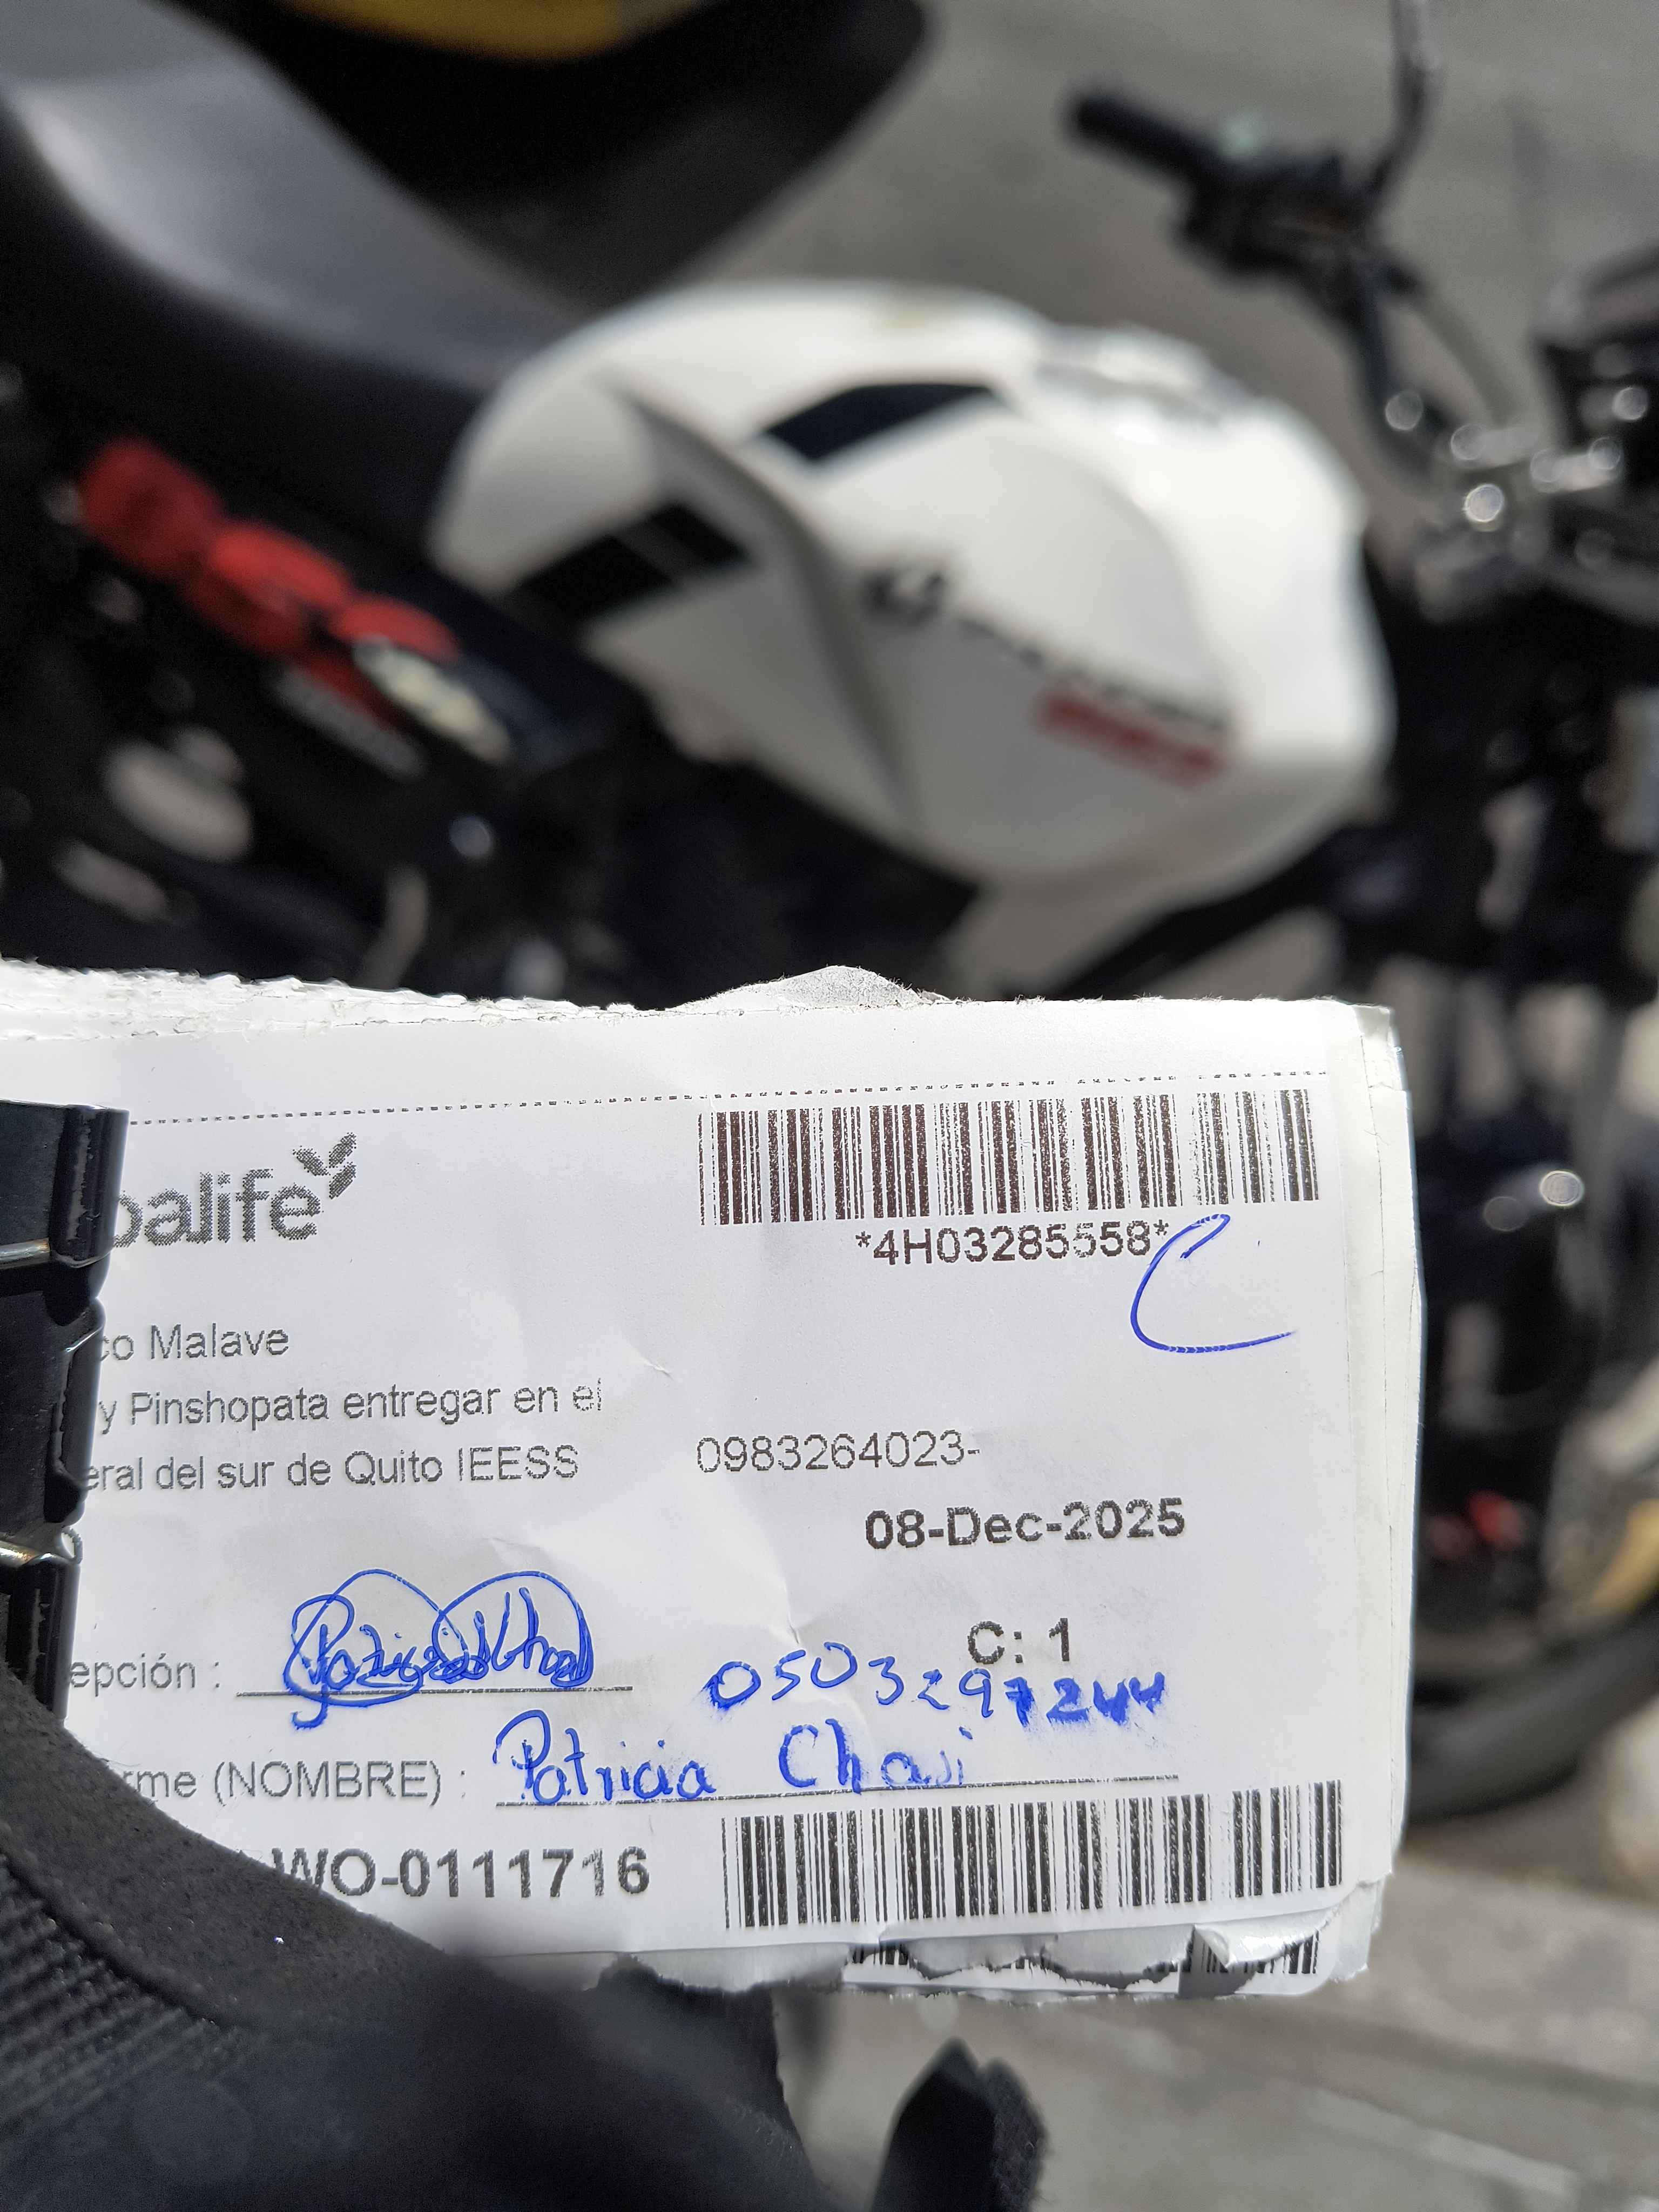 balife
*4H03285558*
C
co Malave
y Pinshopata entregar en el
eral del sur de Quito IEESS
0983264023-
08-Dec-2025
C: 1
epción :
0503297244
rme (NOMBRE) : Patricia Chasi
WO-0111716